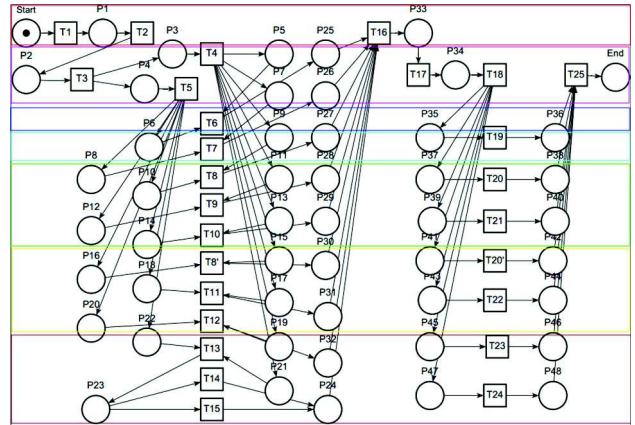 Start
T1
P1
T2
P3
P5
P25
T16
P33
P2
T3
P4
T4
T5
P7
P26
T17
P34
T18
T25
End
P6
T6
P9
P27
P35
T19
P36
T7
P8
P10
T8
P11
P28
P37
T20
P38
P12
T9
P13
P29
P39
T21
P40
P14
T10
P15
P30
P41
T20'
P42
P16
T8'
P18
T11
P17
P31
P43
T22
P44
P20
P22
T12
P19
P32
P45
T23
P46
T13
P21
P23
T14
P24
P47
T24
P48
T15